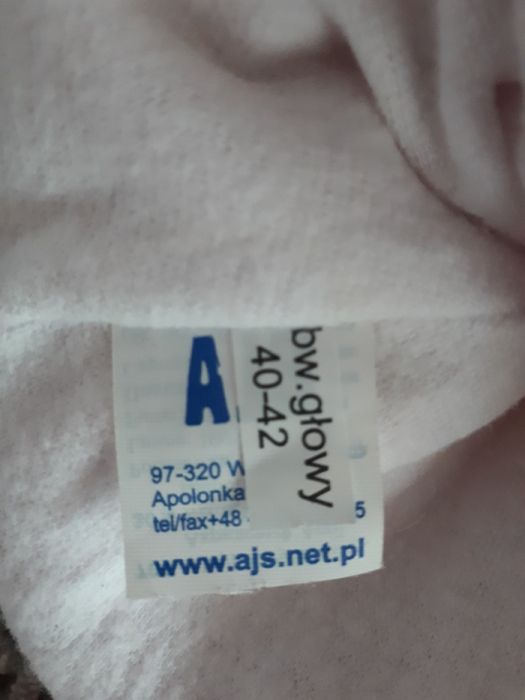 A
97-320 W
Apolonka
tel/fax+48 5
www.ajs.net.pl
bw.głowy
40-42